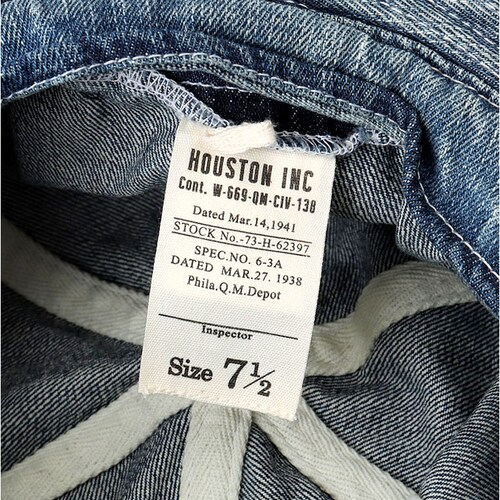 HOUSTON INC
Cont. W-669-QM-CIV-138
Dated Mar.14,1941
STOCK No.-73-H-62397
SPEC.NO. 6-3A
DATED MAR.27. 1938
Phila.Q.M.Depot
Inspector
Size 7½